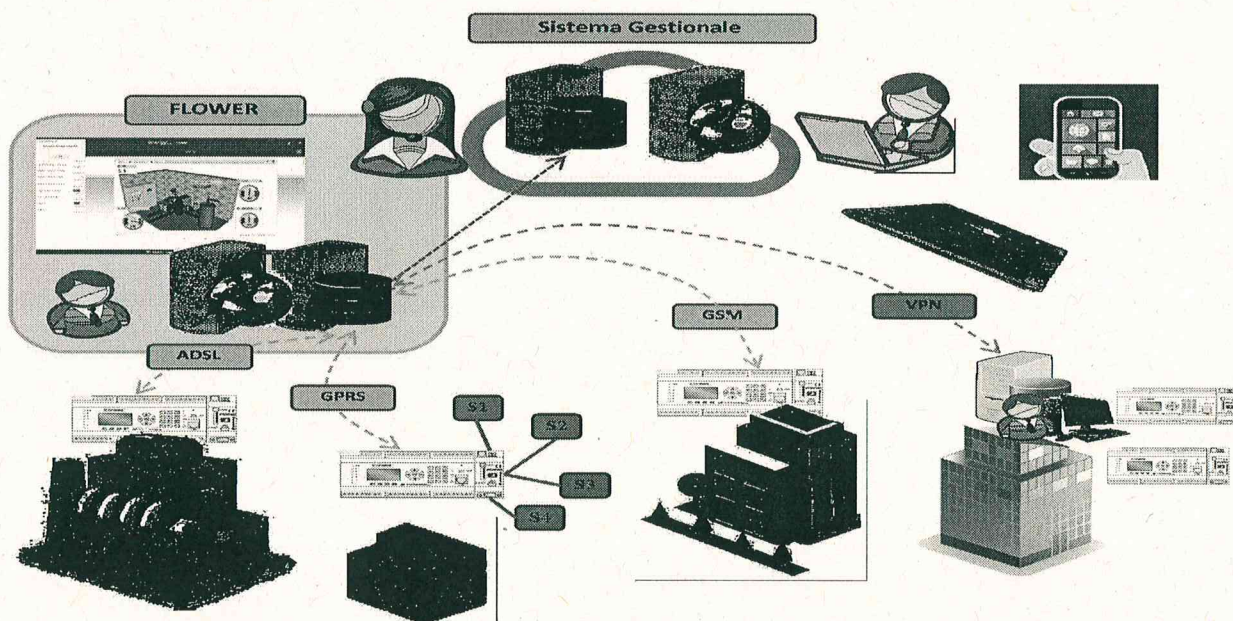 Sistema Gestionale
FLOWER
GSM
VPN
ADSL
GPRS
S1
S2
S3
S4